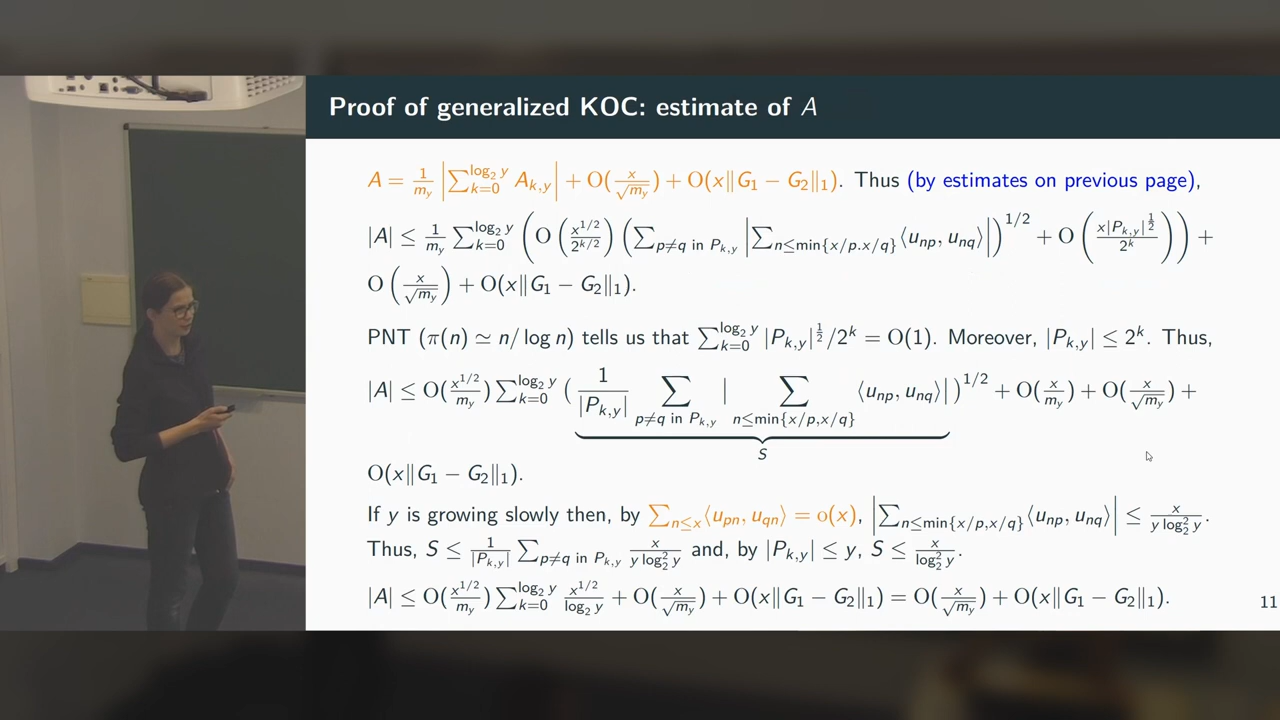 Proof of generalized KOC: estimate of A
A = 1/m_y |∑_{k=0}^{log_2 y} A_{k,y}| + O(x/√m_y) + O(x‖G_1 − G_2‖_1). Thus (by estimates on previous page),
|A| ≤ 1/m_y ∑_{k=0}^{log_2 y} (O(x^{1/2}/2^{k/2}) (∑_{p≠q in P_{k,y}} |∑_{n≤min{x/p.x/q}} ⟨u_{np}, u_{nq}⟩|)^{1/2} + O(x|P_{k,y}|^{1/2}/2^k)) +
O(x/√m_y) + O(x‖G_1 − G_2‖_1).
PNT (π(n) ≃ n/ log n) tells us that ∑_{k=0}^{log_2 y} |P_{k,y}|^{1/2}/2^k = O(1). Moreover, |P_{k,y}| ≤ 2^k. Thus,
|A| ≤ O(x^{1/2}/m_y) ∑_{k=0}^{log_2 y} ( 1/|P_{k,y}| ∑_{p≠q in P_{k,y}} | ∑_{n≤min{x/p,x/q}} ⟨u_{np}, u_{nq}⟩| )^{1/2} + O(x/m_y) + O(x/√m_y) +
S
O(x‖G_1 − G_2‖_1).
If y is growing slowly then, by ∑_{n≤x} ⟨u_{pn}, u_{qn}⟩ = o(x), |∑_{n≤min{x/p,x/q}} ⟨u_{np}, u_{nq}⟩| ≤ x/(y log_2^2 y).
Thus, S ≤ 1/|P_{k,y}| ∑_{p≠q in P_{k,y}} x/(y log_2^2 y) and, by |P_{k,y}| ≤ y, S ≤ x/(log_2^2 y).
|A| ≤ O(x^{1/2}/m_y) ∑_{k=0}^{log_2 y} x^{1/2}/(log_2 y) + O(x/√m_y) + O(x‖G_1 − G_2‖_1) = O(x/√m_y) + O(x‖G_1 − G_2‖_1).
11